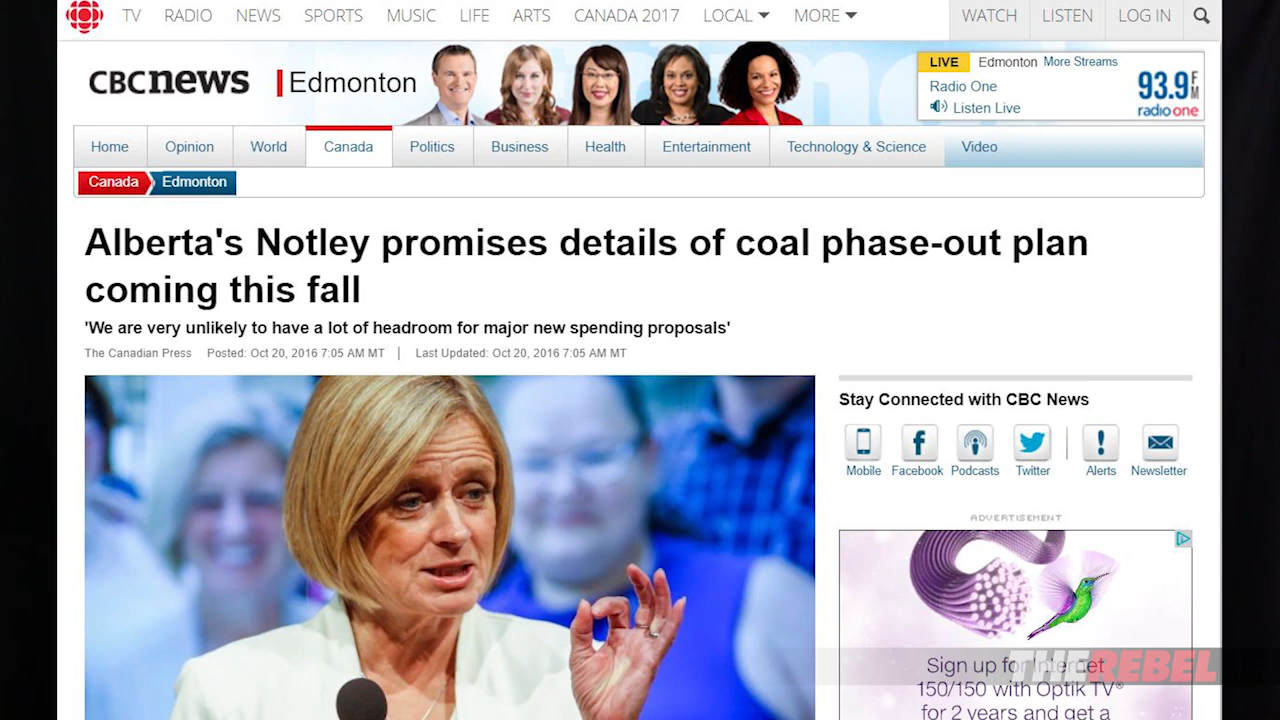 TV RADIO NEWS SPORTS MUSIC LIFE ARTS CANADA 2017 LOCAL MORE WATCH LISTEN LOG IN
CBCnews Edmonton
LIVE Edmonton More Streams
Radio One
Listen Live
93.9 FM
radio one
Home Opinion World Canada Politics Business Health Entertainment Technology & Science Video
Canada Edmonton
Alberta's Notley promises details of coal phase-out plan
coming this fall
'We are very unlikely to have a lot of headroom for major new spending proposals'
The Canadian Press Posted: Oct 20, 2016 7:05 AM MT | Last Updated: Oct 20, 2016 7:05 AM MT
Stay Connected with CBC News
Mobile Facebook Podcasts Twitter Alerts Newsletter
ADVERTISEMENT
Sign up for Internet
150/150 with Optik TV®
for 2 years and get a
THEREBEL